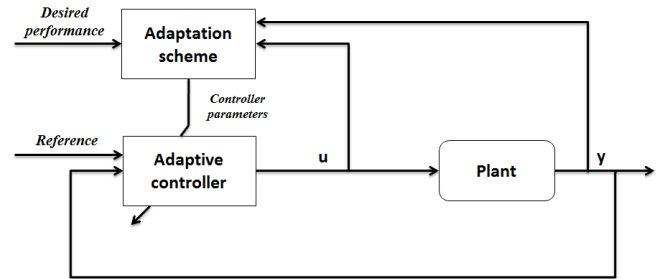 Desired
performance
Adaptation
scheme
Controller
parameters
Reference
Adaptive
controller
u
Plant
y